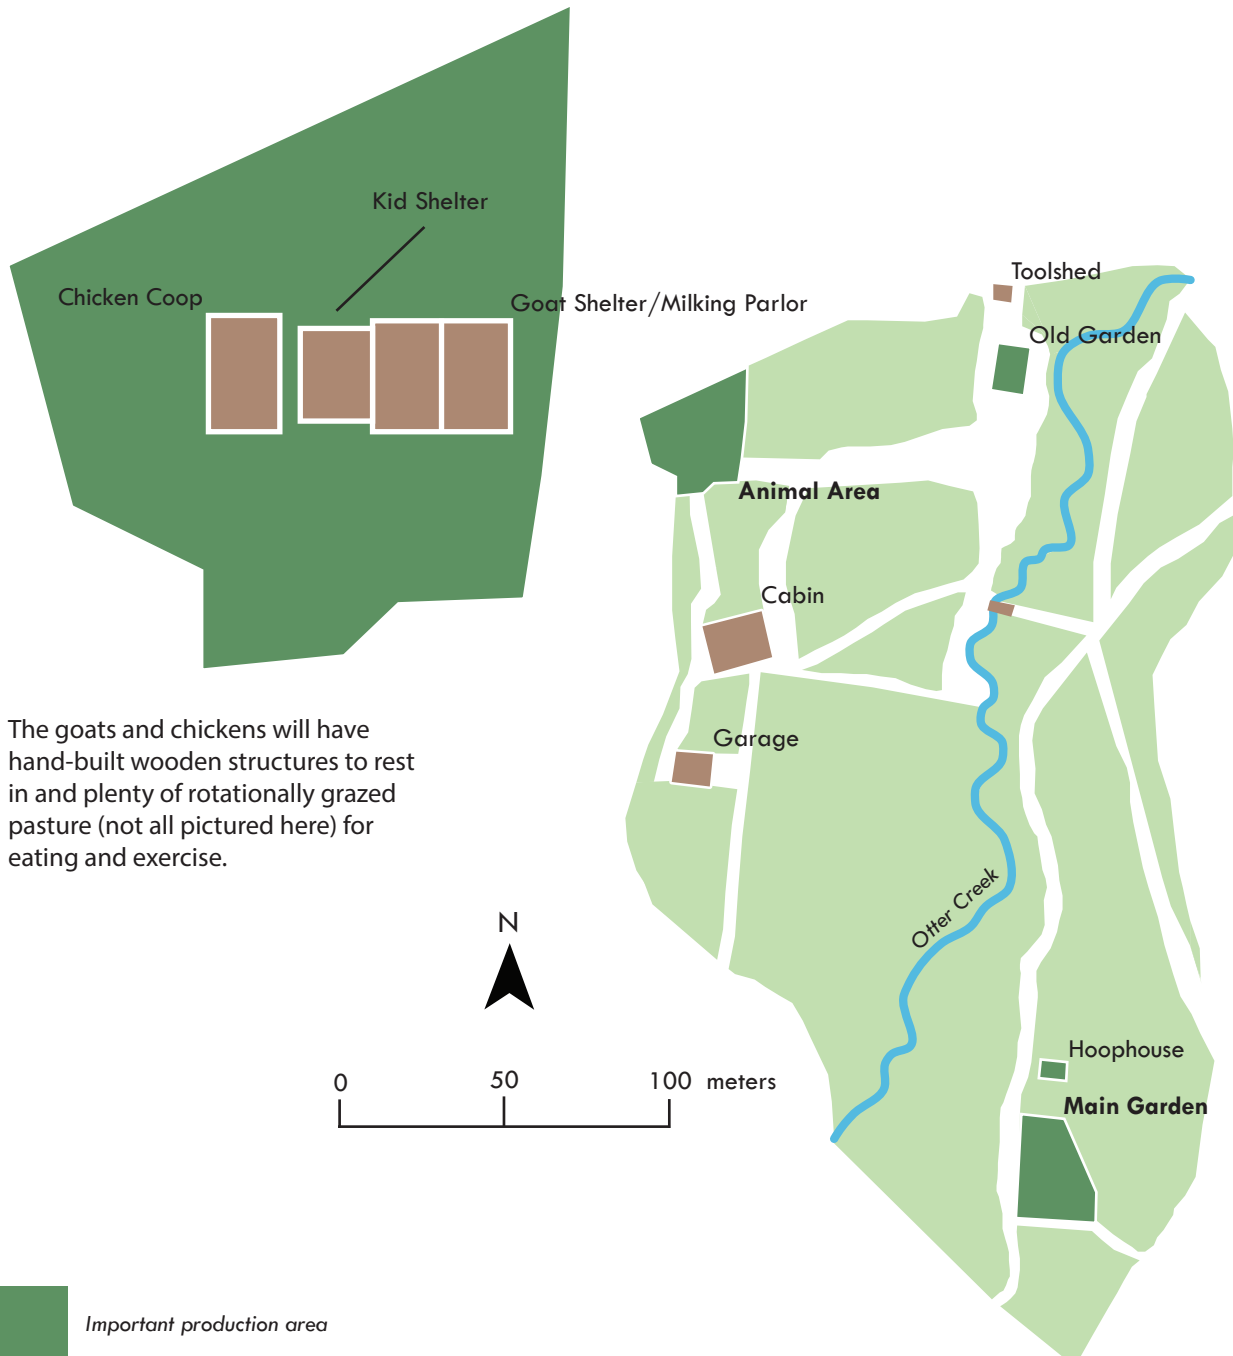 Kid Shelter
Chicken Coop
Goat Shelter/Milking Parlor
The goats and chickens will have
hand-built wooden structures to rest
in and plenty of rotationally grazed
pasture (not all pictured here) for
eating and exercise.
Toolshed
Old Garden
Animal Area
Cabin
Garage
Otter Creek
N
0 50 100 meters
Hoophouse
Main Garden
Important production area